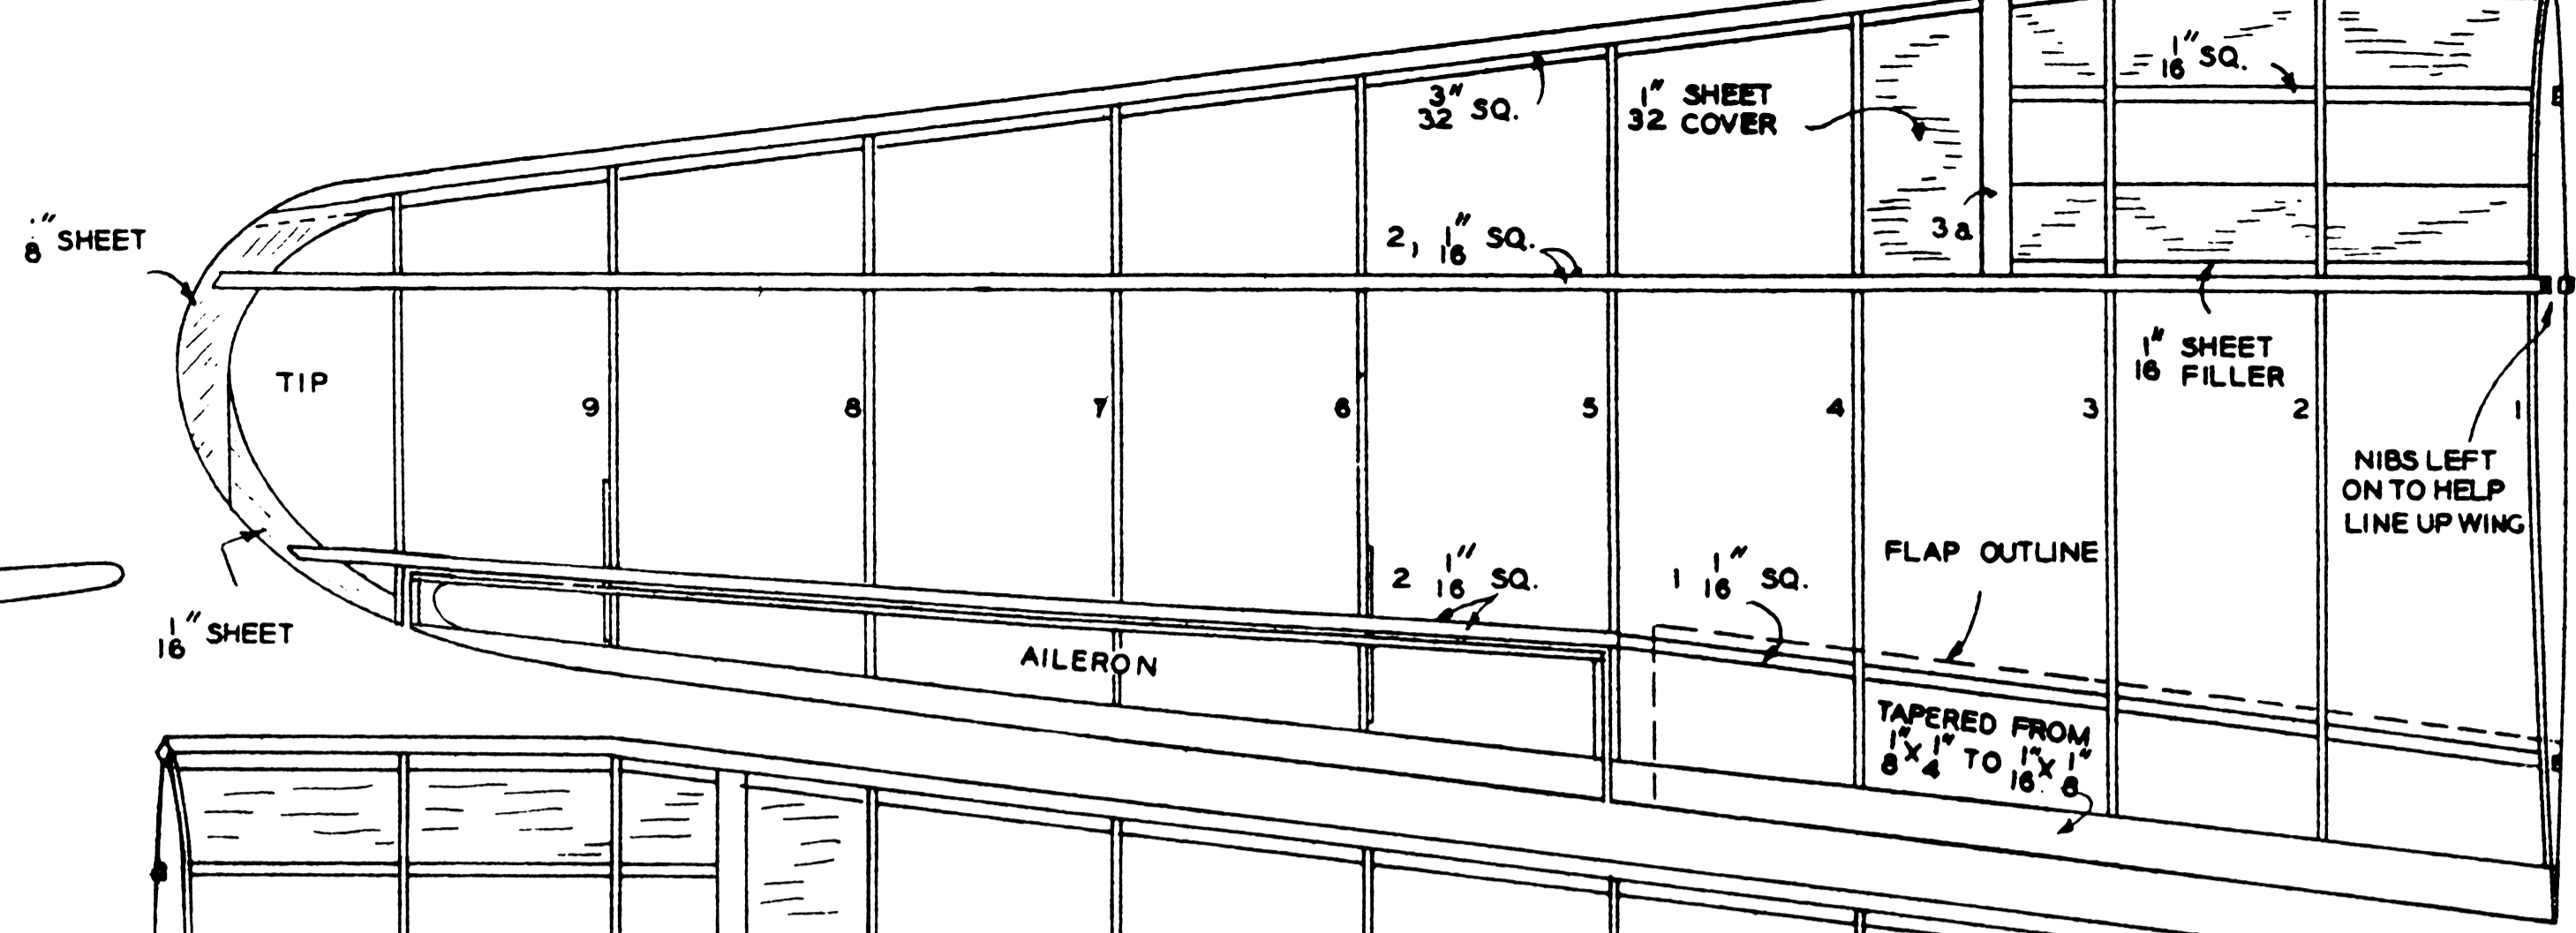 1" SQ.
16
3" SQ.
32
1" SHEET
32 COVER
8" SHEET
2, 1" SQ.
16
3a
1" SHEET
16 FILLER
TIP
9
8
7
6
5
4
3
2
1
NIBS LEFT
ON TO HELP
LINE UP WING
FLAP OUTLINE
2 1" SQ.
16
1 1" SQ.
16
1" SHEET
16
AILERON
TAPERED FROM
1" X 1" TO 1" X 1"
8 4 16 8